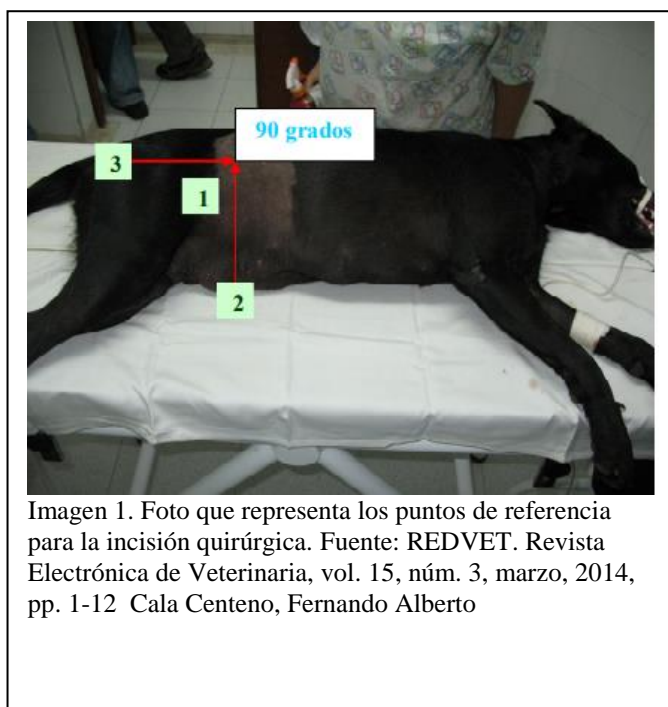 90 grados
3
1
2
Imagen 1. Foto que representa los puntos de referencia
para la incisión quirúrgica. Fuente: REDVET. Revista
Electrónica de Veterinaria, vol. 15, núm. 3, marzo, 2014,
pp. 1-12  Cala Centeno, Fernando Alberto